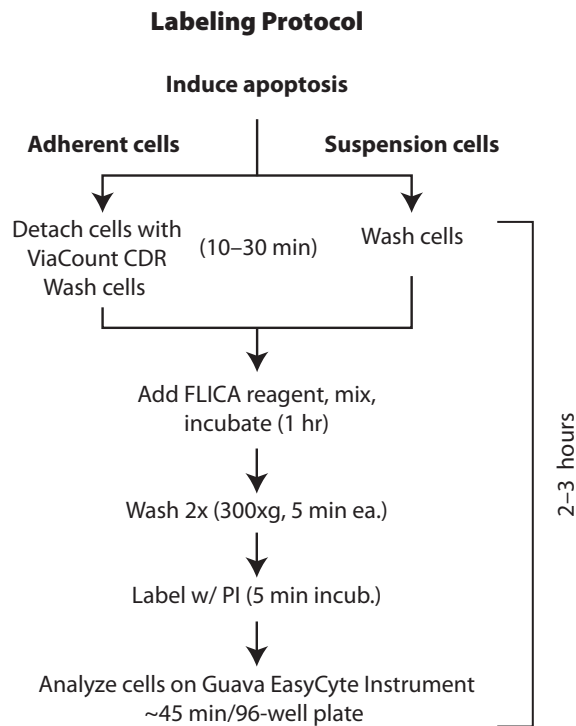 Labeling Protocol
Induce apoptosis
Adherent cells
Suspension cells
Detach cells with
ViaCount CDR
Wash cells
(10–30 min)
Wash cells
Add FLICA reagent, mix,
incubate (1 hr)
Wash 2x (300xg, 5 min ea.)
Label w/ PI (5 min incub.)
Analyze cells on Guava EasyCyte Instrument
~45 min/96-well plate
2–3 hours